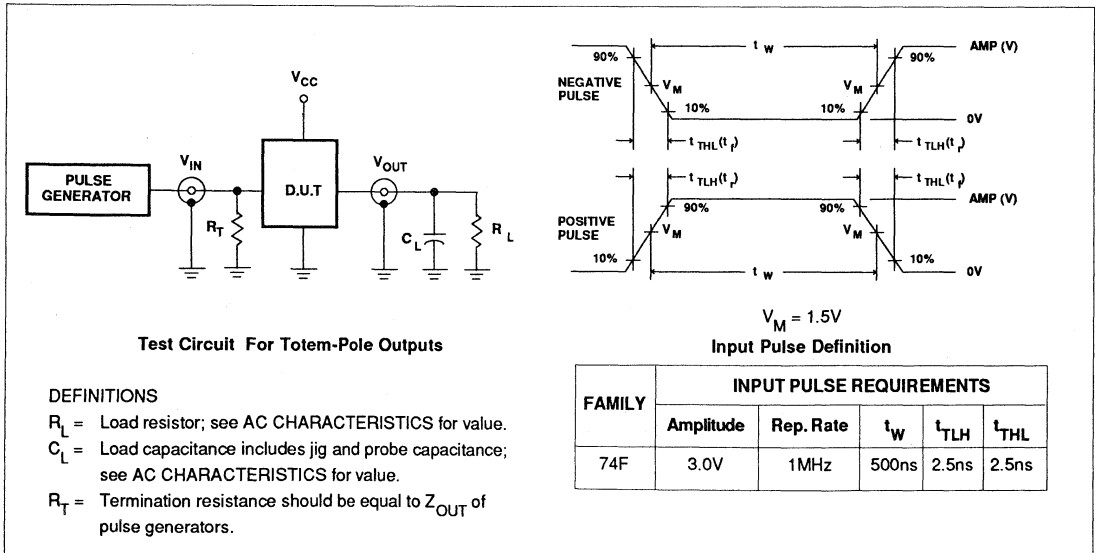 V_CC
V_IN
V_OUT
PULSE GENERATOR
D.U.T
R_T
C_L
R_L
Test Circuit For Totem-Pole Outputs
DEFINITIONS
R_L = Load resistor; see AC CHARACTERISTICS for value.
C_L = Load capacitance includes jig and probe capacitance;
see AC CHARACTERISTICS for value.
R_T = Termination resistance should be equal to Z_OUT of
pulse generators.
t_W
AMP (V)
90%
90%
NEGATIVE
PULSE
V_M
V_M
10%
10%
0V
t_THL(t_f)
t_TLH(t_r)
t_TLH(t_r)
t_THL(t_f)
AMP (V)
90%
90%
POSITIVE
PULSE
V_M
V_M
10%
10%
t_W
0V
V_M = 1.5V
Input Pulse Definition
FAMILY
INPUT PULSE REQUIREMENTS
Amplitude Rep. Rate t_W t_TLH t_THL
74F 3.0V 1MHz 500ns 2.5ns 2.5ns